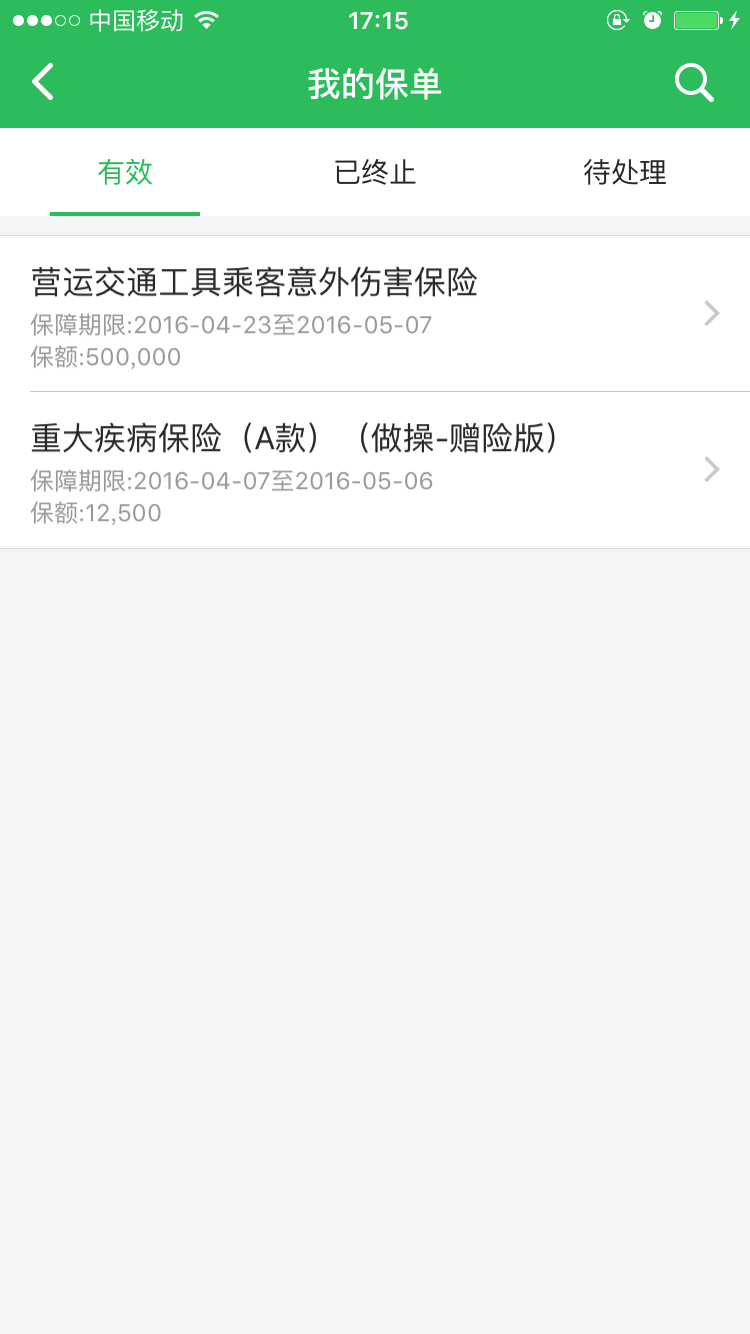 中国移动
17:15
我的保单
有效
已终止
待处理
营运交通工具乘客意外伤害保险
保障期限:2016-04-23至2016-05-07
保额:500,000
重大疾病保险（A款）（做操-赠险版）
保障期限:2016-04-07至2016-05-06
保额:12,500